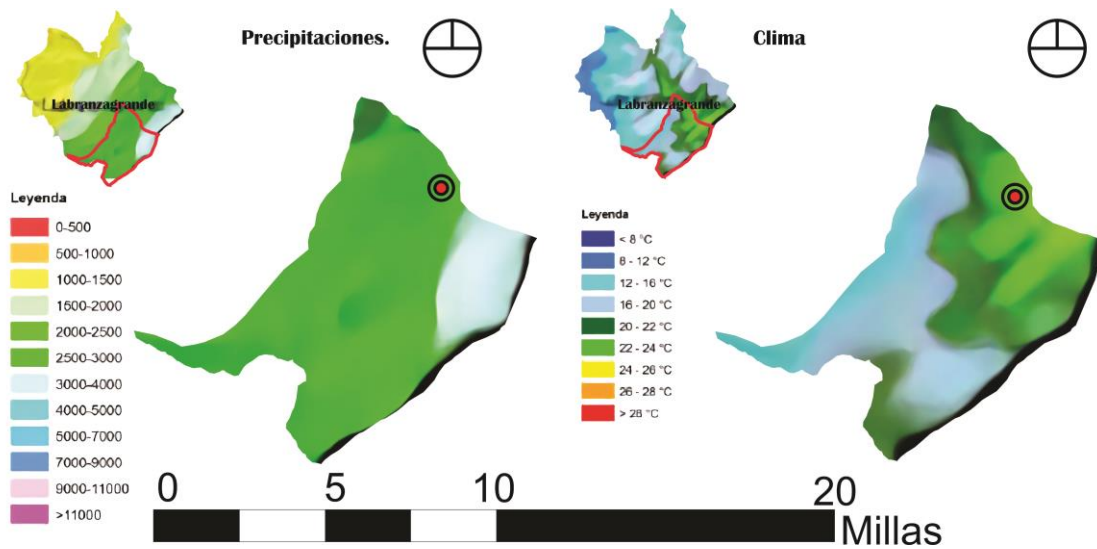 Precipitaciones.
Labranzagrande
Leyenda
0-500
500-1000
1000-1500
1500-2000
2000-2500
2500-3000
3000-4000
4000-5000
5000-7000
7000-9000
9000-11000
>11000
Clima
Labranzagrande
Leyenda
< 8 °C
8 - 12 °C
12 - 16 °C
16 - 20 °C
20 - 22 °C
22 - 24 °C
24 - 26 °C
26 - 28 °C
> 28 °C
0 5 10 20
Millas